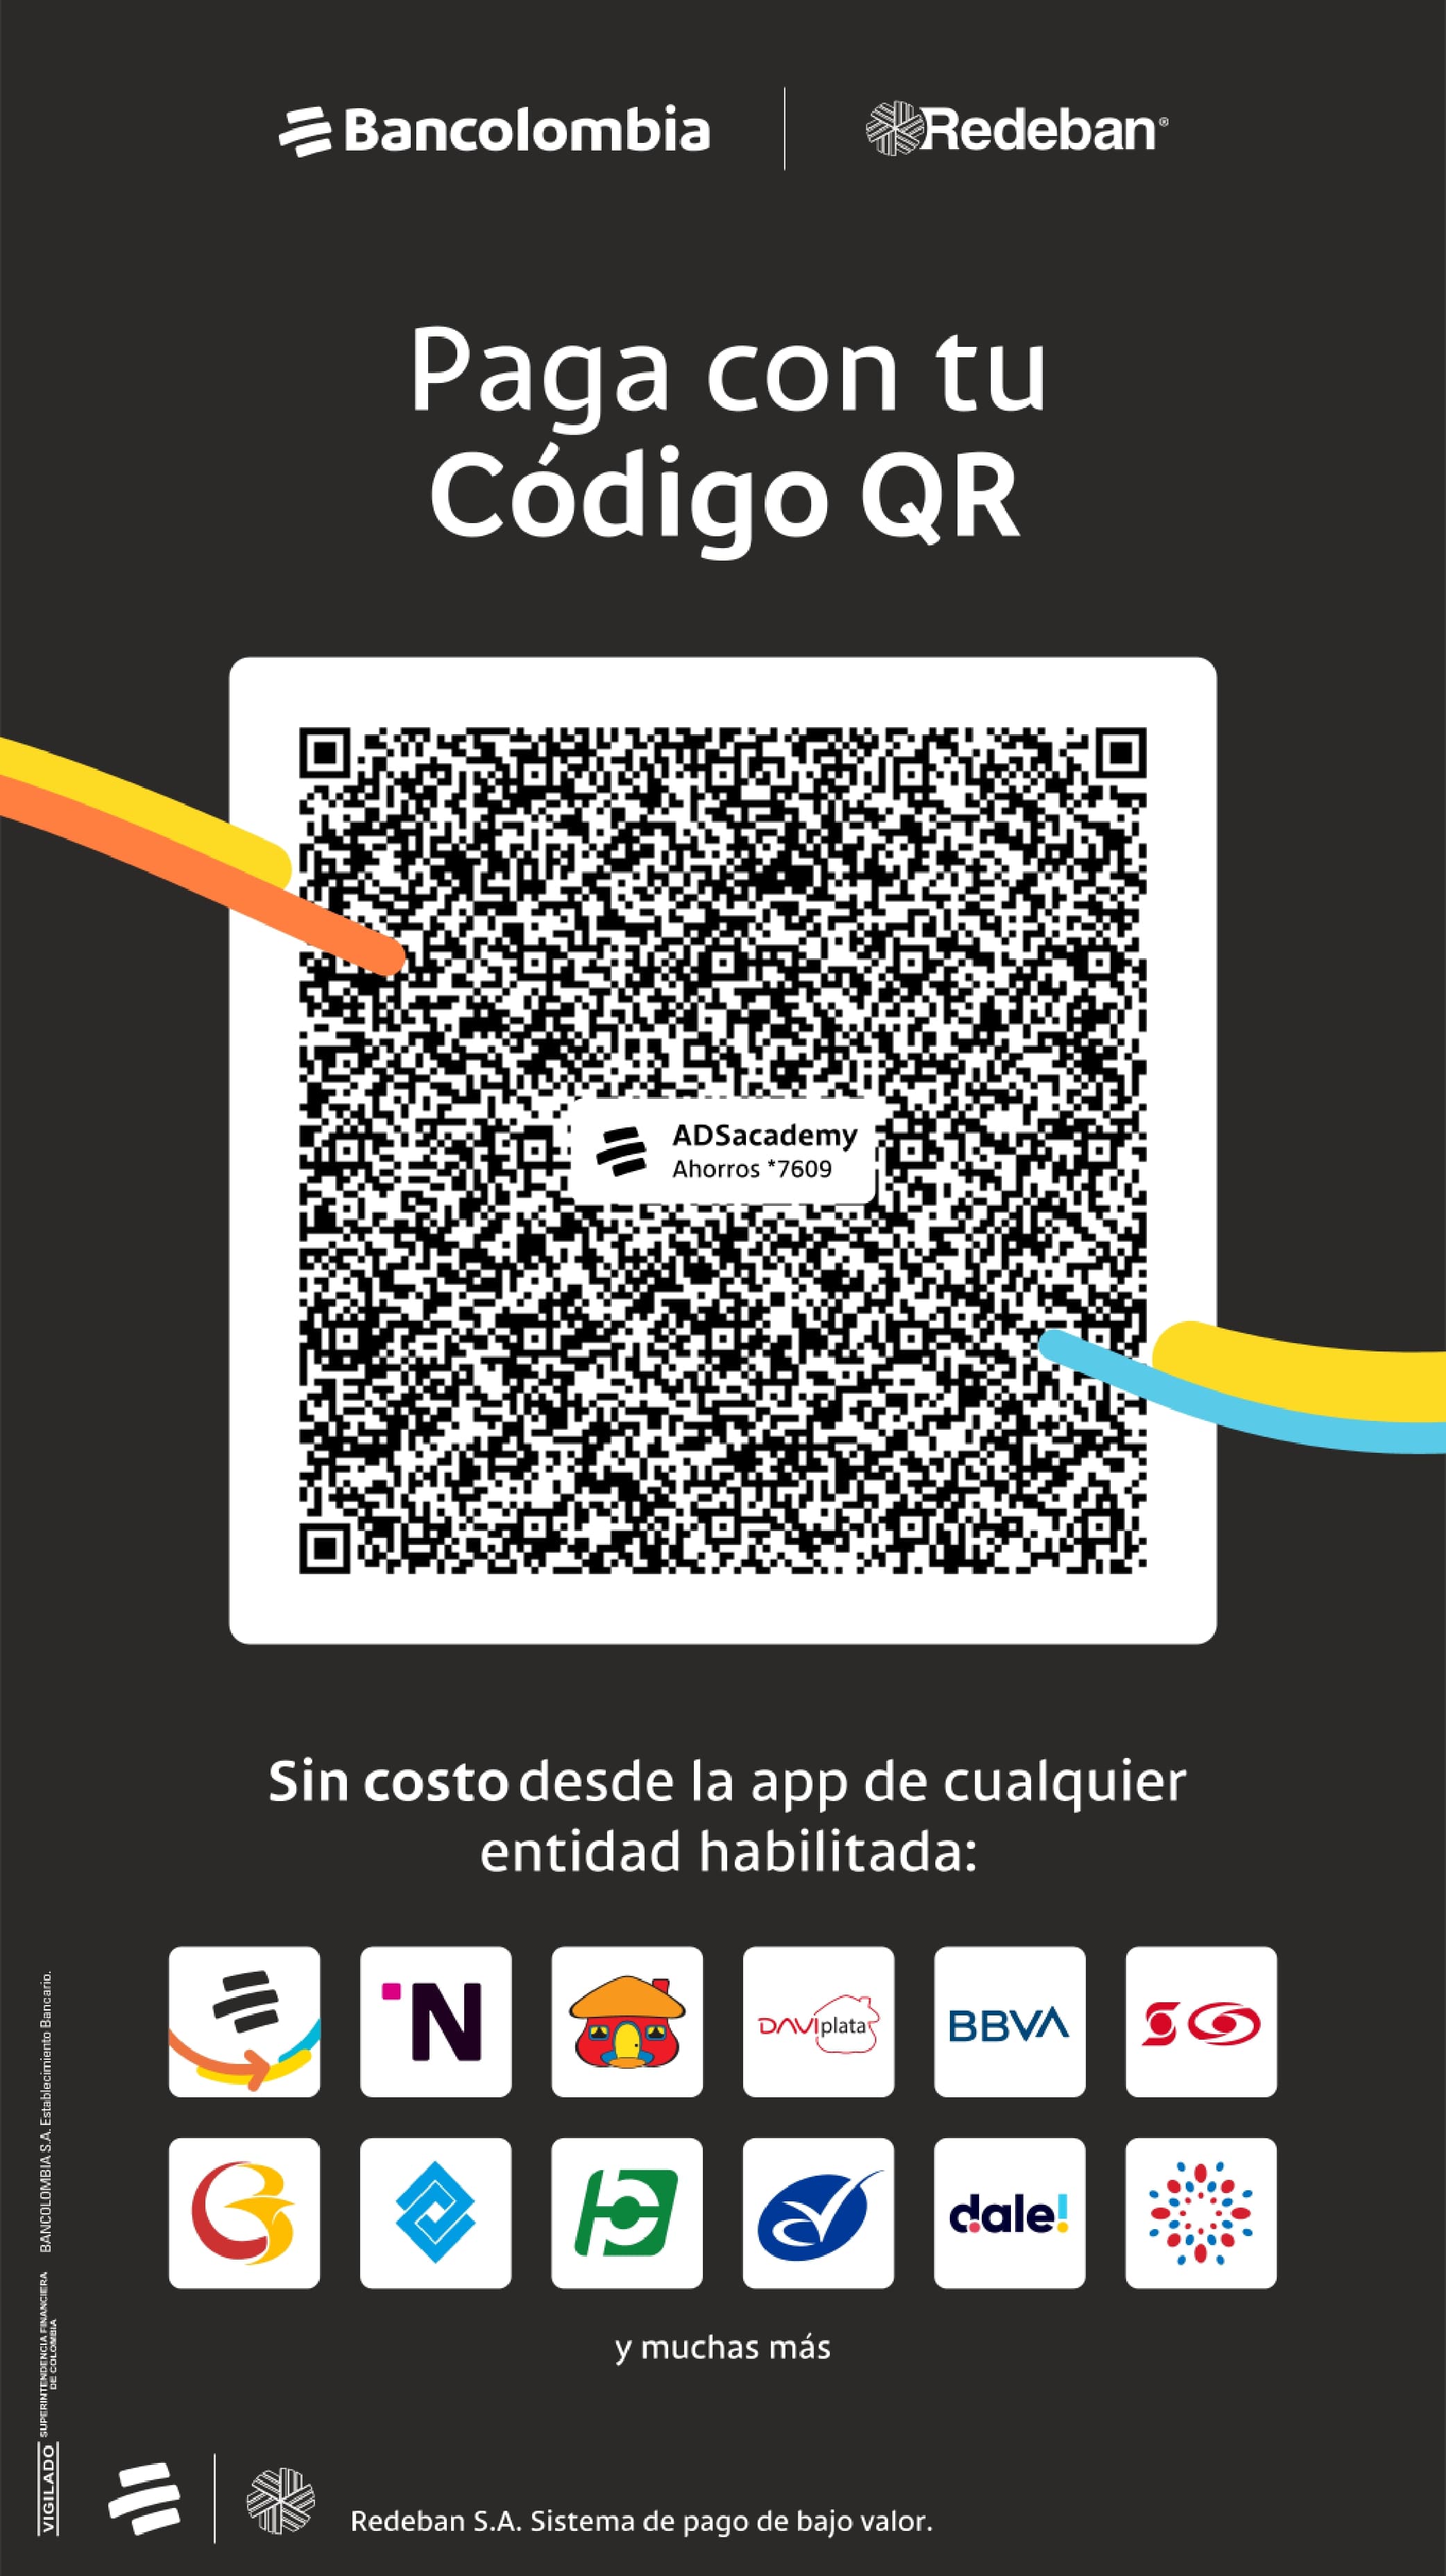 Bancolombia
Redeban®
Paga con tu
Código QR
ADSacademy
Ahorros *7609
Sin costo desde la app de cualquier
entidad habilitada:
N
DAVIplata
BBVA
dale!
y muchas más
VIGILADO
SUPERINTENDENCIA FINANCIERA
DE COLOMBIA
BANCOLOMBIA S.A. Establecimiento Bancario.
Redeban S.A. Sistema de pago de bajo valor.